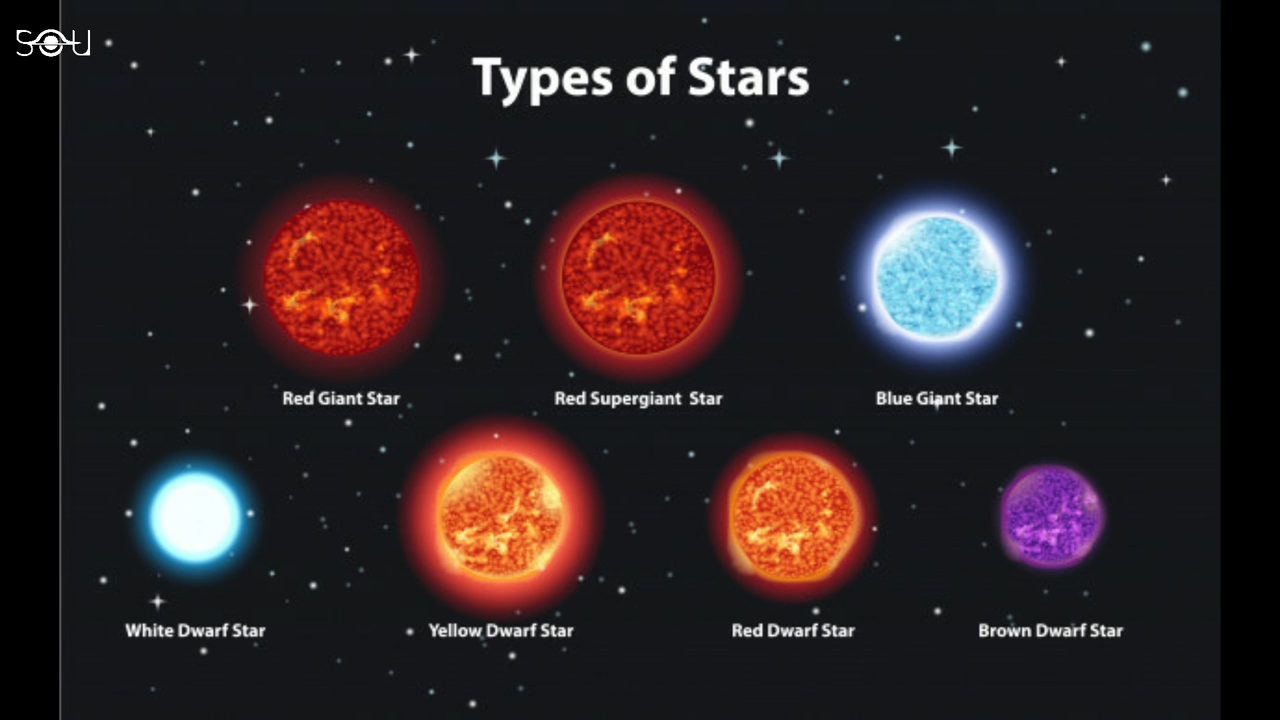 SOU
Types of Stars
Red Giant Star
Red Supergiant Star
Blue Giant Star
White Dwarf Star
Yellow Dwarf Star
Red Dwarf Star
Brown Dwarf Star